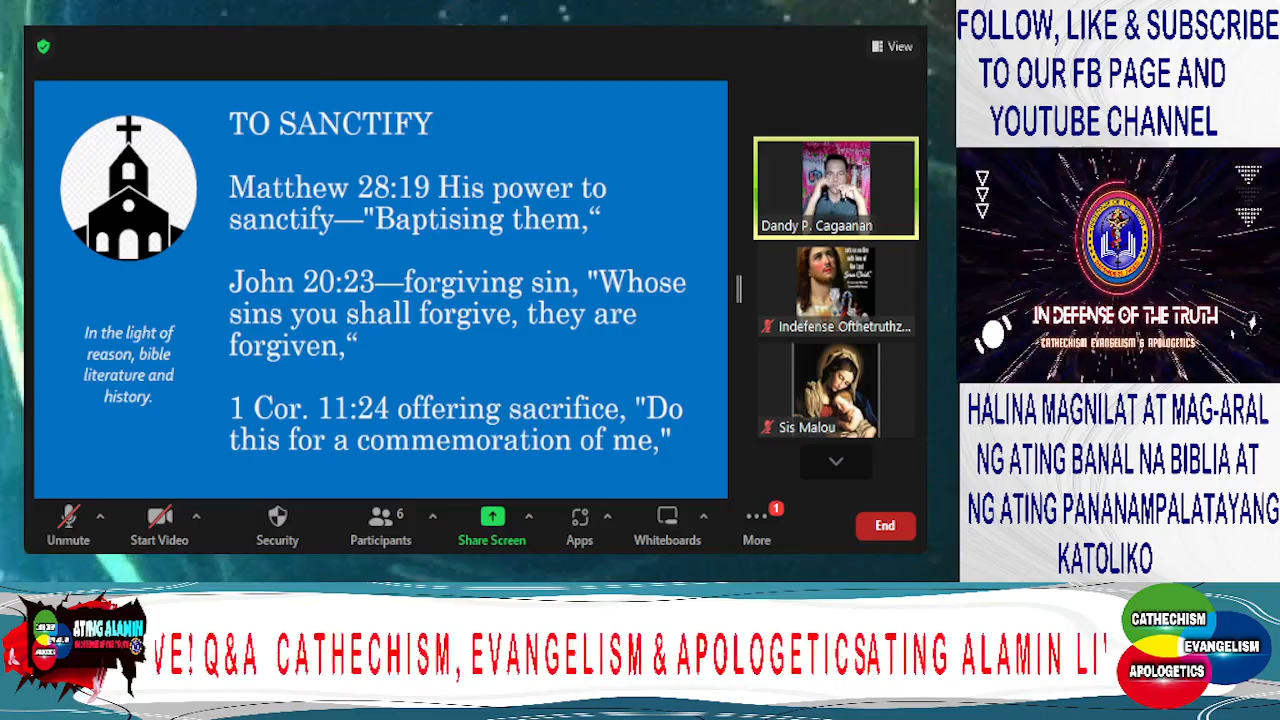 View
TO SANCTIFY
Matthew 28:19 His power to
sanctify—"Baptising them,“
John 20:23—forgiving sin, "Whose
sins you shall forgive, they are
forgiven,“
1 Cor. 11:24 offering sacrifice, "Do
this for a commemoration of me,"
In the light of
reason, bible
literature and
history.
Dandy P. Cagaanan
Indefense Ofthetruthz...
Sis Malou
Unmute
Start Video
Security
6
Participants
Share Screen
Apps
Whiteboards
1
More
End
FOLLOW, LIKE & SUBSCRIBE
TO OUR FB PAGE AND
YOUTUBE CHANNEL
IN DEFENSE OF THE TRUTH
CATHECHISM EVANGELISM & APOLOGETICS
HALINA MAGNILAT AT MAG-ARAL
NG ATING BANAL NA BIBLIA AT
NG ATING PANANAMPALATAYANG
KATOLIKO
ATING ALAMIN
VE! Q&A CATHECHISM, EVANGELISM & APOLOGETICSATING ALAMIN LI
CATHECHISM
EVANGELISM
APOLOGETICS